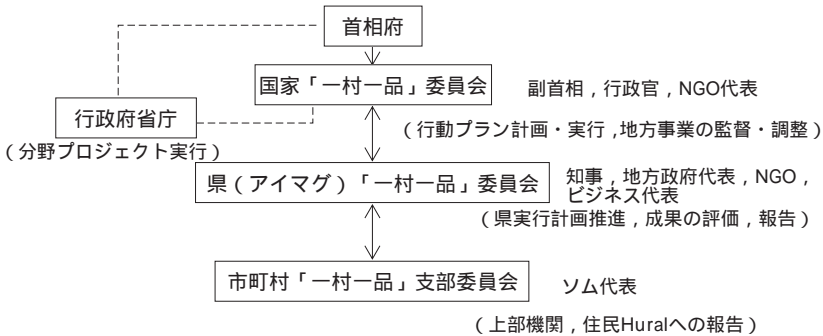 首相府
国家「一村一品」委員会
副首相，行政官，NGO代表
行政府省庁
（行動プラン計画・実行，地方事業の監督・調整）
（分野プロジェクト実行）
県（アイマグ）「一村一品」委員会
知事，地方政府代表，NGO，
ビジネス代表
（県実行計画推進，成果の評価，報告）
市町村「一村一品」支部委員会
ソム代表
（上部機関，住民Huralへの報告）